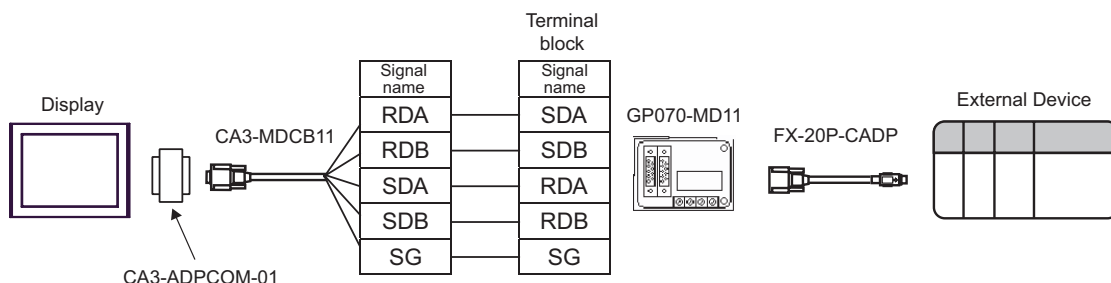 Terminal
block
Display
CA3-MDCB11
Signal
name
RDA
RDB
SDA
SDB
SG
Signal
name
SDA
SDB
RDA
RDB
SG
GP070-MD11
FX-20P-CADP
External Device
CA3-ADPCOM-01